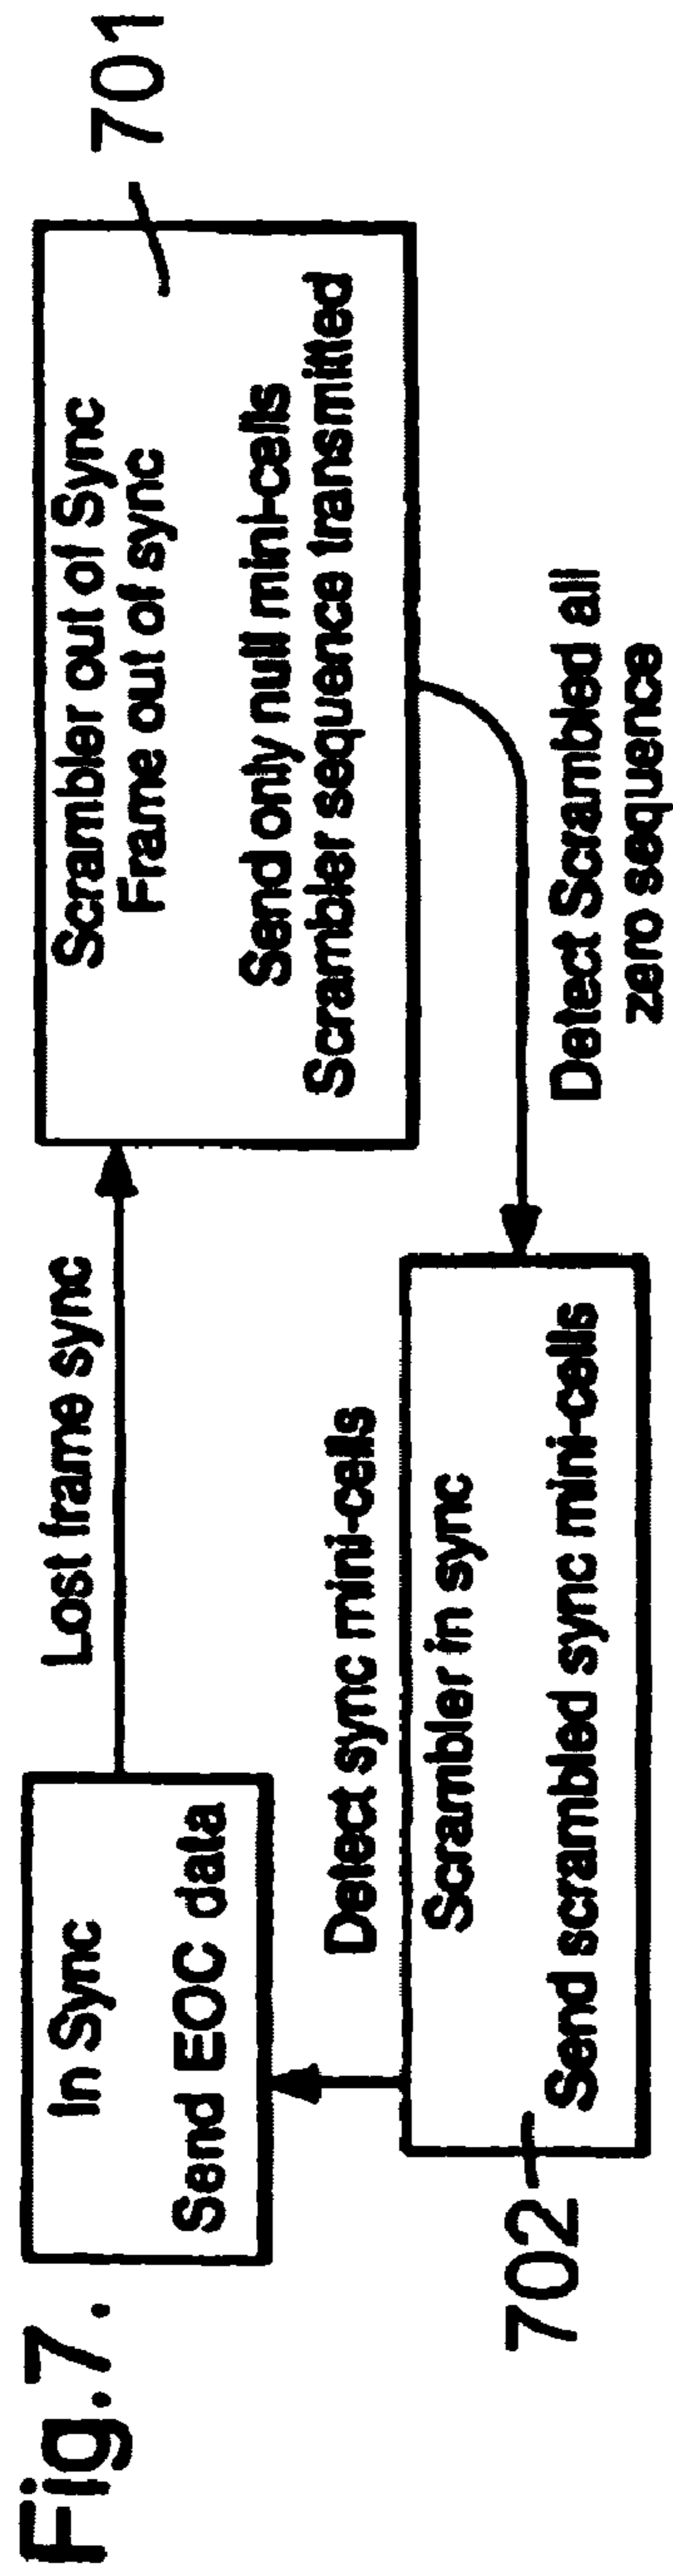 Fig.7.
In Sync
Send EOC data
Lost frame sync
701
Scrambler out of Sync
Frame out of sync
Send only null mini-cells
Scrambler sequence transmitted
Detect Scrambled all
zero sequence
702
Scrambler in sync
Send scrambled sync mini-cells
Detect sync mini-cells